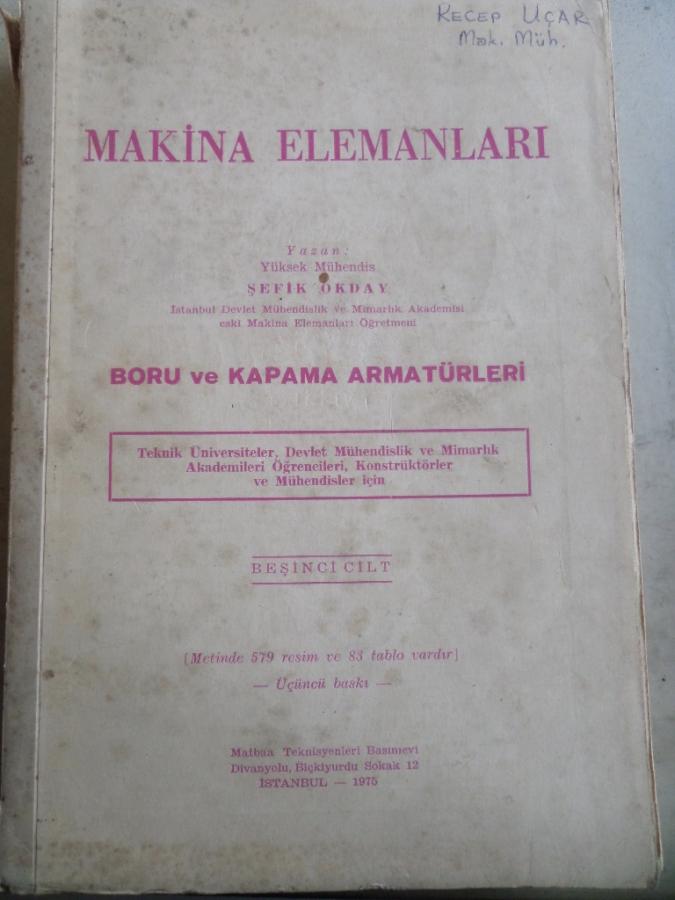 RECEP UÇAR
Mak. Müh.
MAKİNA ELEMANLARI
Yazan:
Yüksek Mühendis
ŞEFİK OKDAY
İstanbul Devlet Mühendislik ve Mimarlık Akademisi
eski Makina Elemanları Öğretmeni
BORU ve KAPAMA ARMATÜRLERİ
Teknik Üniversiteler, Devlet Mühendislik ve Mimarlık
Akademileri Öğrencileri, Konstrüktörler
ve Mühendisler için
BEŞİNCİ CİLT
[Metinde 579 resim ve 83 tablo vardır]
— Üçüncü baskı —
Matbaa Teknisyenleri Basımevi
Divanyolu, Biçkiyurdu Sokak 12
İSTANBUL — 1975